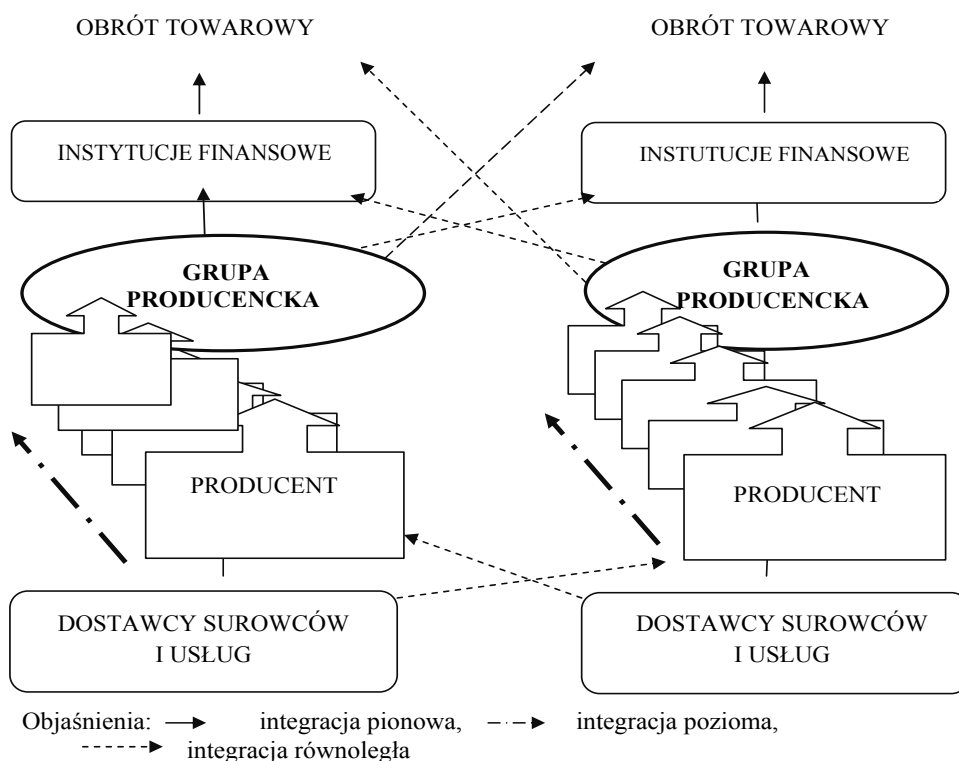 OBRÓT TOWAROWY
OBRÓT TOWAROWY
INSTYTUCJE FINANSOWE
INSTUTUCJE FINANSOWE
GRUPA
PRODUCENCKA
GRUPA
PRODUCENCKA
PRODUCENT
PRODUCENT
DOSTAWCY SUROWCÓW
I USŁUG
DOSTAWCY SUROWCÓW
I USŁUG
Objaśnienia: integracja pionowa, integracja pozioma,
integracja równoległa